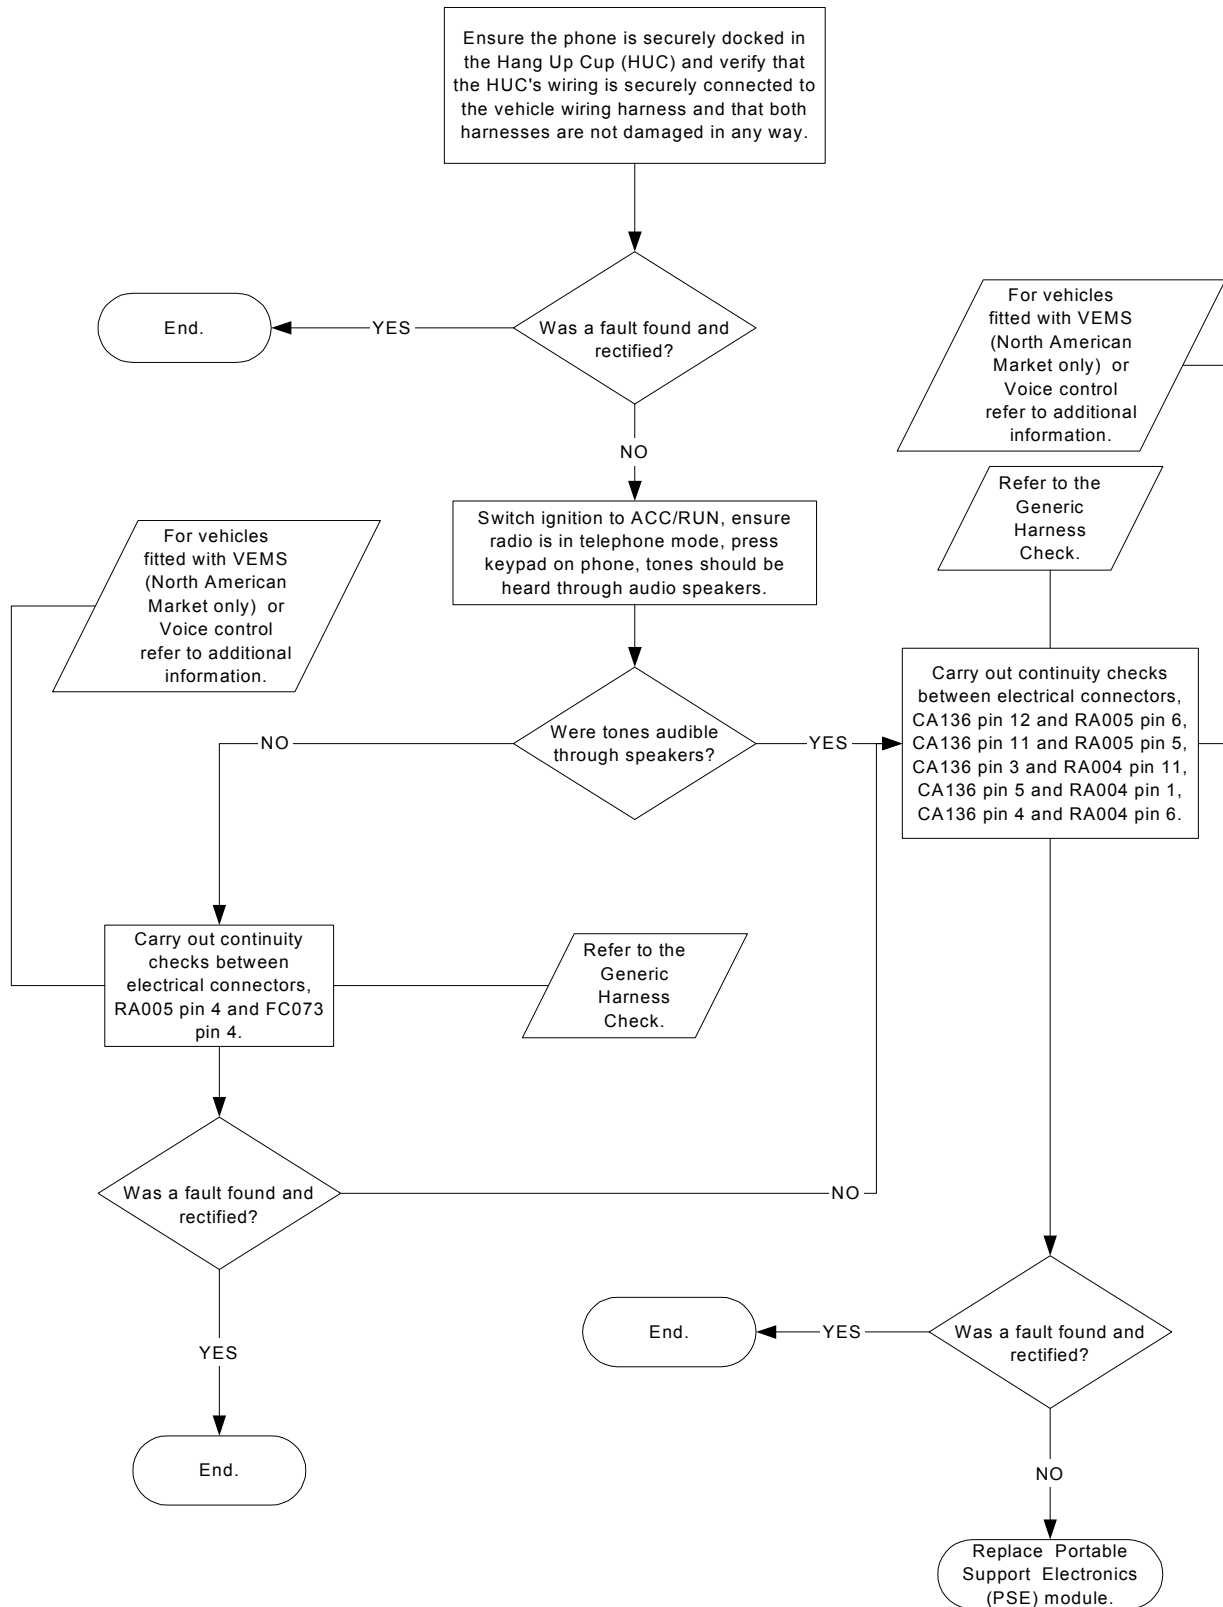 Ensure the phone is securely docked in
the Hang Up Cup (HUC) and verify that
the HUC's wiring is securely connected to
the vehicle wiring harness and that both
harnesses are not damaged in any way.
Was a fault found and
rectified?
YES
End.
NO
For vehicles
fitted with VEMS
(North American
Market only) or
Voice control
refer to additional
information.
Refer to the
Generic
Harness
Check.
Switch ignition to ACC/RUN, ensure
radio is in telephone mode, press
keypad on phone, tones should be
heard through audio speakers.
For vehicles
fitted with VEMS
(North American
Market only) or
Voice control
refer to additional
information.
Were tones audible
through speakers?
NO
YES
Carry out continuity checks
between electrical connectors,
CA136 pin 12 and RA005 pin 6,
CA136 pin 11 and RA005 pin 5,
CA136 pin 3 and RA004 pin 11,
CA136 pin 5 and RA004 pin 1,
CA136 pin 4 and RA004 pin 6.
Carry out continuity
checks between
electrical connectors,
RA005 pin 4 and FC073
pin 4.
Refer to the
Generic
Harness
Check.
Was a fault found and
rectified?
NO
YES
End.
Was a fault found and
rectified?
YES
End.
NO
Replace Portable
Support Electronics
(PSE) module.